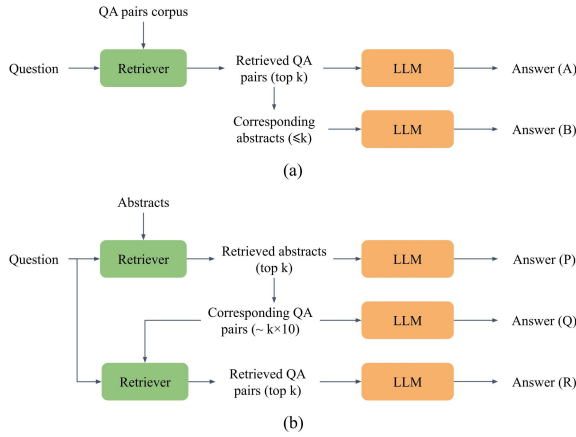 QA pairs corpus
Question
Retriever
Retrieved QA
pairs (top k)
LLM
Answer (A)
Corresponding
abstracts (⩽k)
LLM
Answer (B)
(a)
Abstracts
Question
Retriever
Retrieved abstracts
(top k)
LLM
Answer (P)
Corresponding QA
pairs (~ k×10)
LLM
Answer (Q)
Retriever
Retrieved QA
pairs (top k)
LLM
Answer (R)
(b)